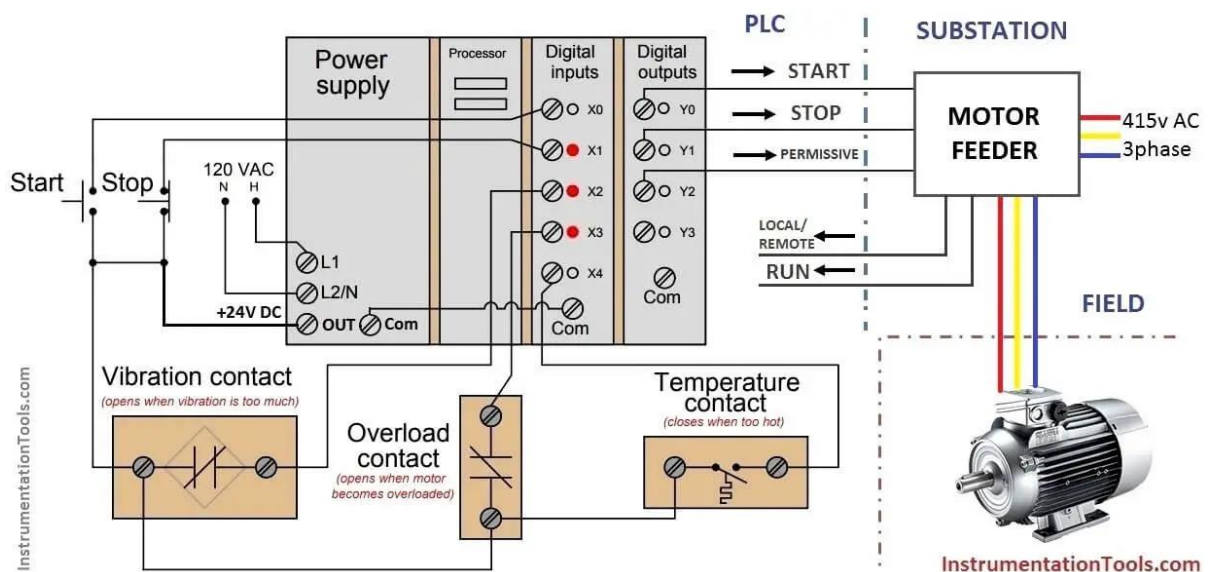 PLC
SUBSTATION
Power
supply
Processor
Digital
inputs
Digital
outputs
START
STOP
PERMISSIVE
X0
X1
X2
X3
X4
Com
Y0
Y1
Y2
Y3
Com
MOTOR
FEEDER
415v AC
3phase
LOCAL/
REMOTE
RUN
FIELD
Start
Stop
120 VAC
N H
L1
L2/N
+24V DC
OUT
Com
Vibration contact
(opens when vibration is too much)
Overload
contact
(opens when motor
becomes overloaded)
Temperature
contact
(closes when too hot)
InstrumentationTools.com
InstrumentationTools.com